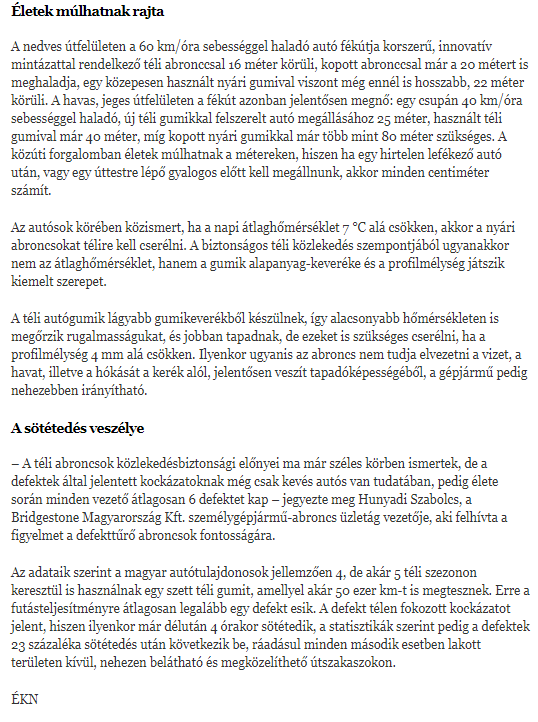 Életek múlhatnak rajta
A nedves útfelületen a 60 km/óra sebességgel haladó autó fékútja korszerű, innovatív
mintázattal rendelkező téli abronccsal 16 méter körüli, kopott abronccsal már a 20 métert is
meghaladja, egy közepesen használt nyári gumival viszont még ennél is hosszabb, 22 méter
körüli. A havas, jeges útfelületen a fékút azonban jelentősen megnő: egy csupán 40 km/óra
sebességgel haladó, új téli gumikkal felszerelt autó megállásához 25 méter, használt téli
gumival már 40 méter, míg kopott nyári gumikkal már több mint 80 méter szükséges. A
közúti forgalomban életek múlhatnak a métereken, hiszen ha egy hirtelen lefékező autó
után, vagy egy úttestre lépő gyalogos előtt kell megállnunk, akkor minden centiméter
számít.
Az autósok körében közismert, ha a napi átlaghőmérséklet 7 °C alá csökken, akkor a nyári
abroncsokat télire kell cserélni. A biztonságos téli közlekedés szempontjából ugyanakkor
nem az átlaghőmérséklet, hanem a gumik alapanyag-keveréke és a profilmélység játszik
kiemelt szerepet.
A téli autógumik lágyabb gumikeverékből készülnek, így alacsonyabb hőmérsékleten is
megőrzik rugalmasságukat, és jobban tapadnak, de ezeket is szükséges cserélni, ha a
profilmélység 4 mm alá csökken. Ilyenkor ugyanis az abroncs nem tudja elvezetni a vizet, a
havat, illetve a hókását a kerék alól, jelentősen veszít tapadóképességéből, a gépjármű pedig
nehezebben irányítható.
A sötétedés veszélye
– A téli abroncsok közlekedésbiztonsági előnyei ma már széles körben ismertek, de a
defektek által jelentett kockázatoknak még csak kevés autós van tudatában, pedig élete
során minden vezető átlagosan 6 defektet kap – jegyezte meg Hunyadi Szabolcs, a
Bridgestone Magyarország Kft. személygépjármű-abroncs üzletág vezetője, aki felhívta a
figyelmet a defekttűrő abroncsok fontosságára.
Az adataik szerint a magyar autótulajdonosok jellemzően 4, de akár 5 téli szezonon
keresztül is használnak egy szett téli gumit, amellyel akár 50 ezer km-t is megtesznek. Erre a
futásteljesítményre átlagosan legalább egy defekt esik. A defekt télen fokozott kockázatot
jelent, hiszen ilyenkor már délután 4 órakor sötétedik, a statisztikák szerint pedig a defektek
23 százaléka sötétedés után következik be, ráadásul minden második esetben lakott
területen kívül, nehezen belátható és megközelíthető útszakaszokon.
ÉKN